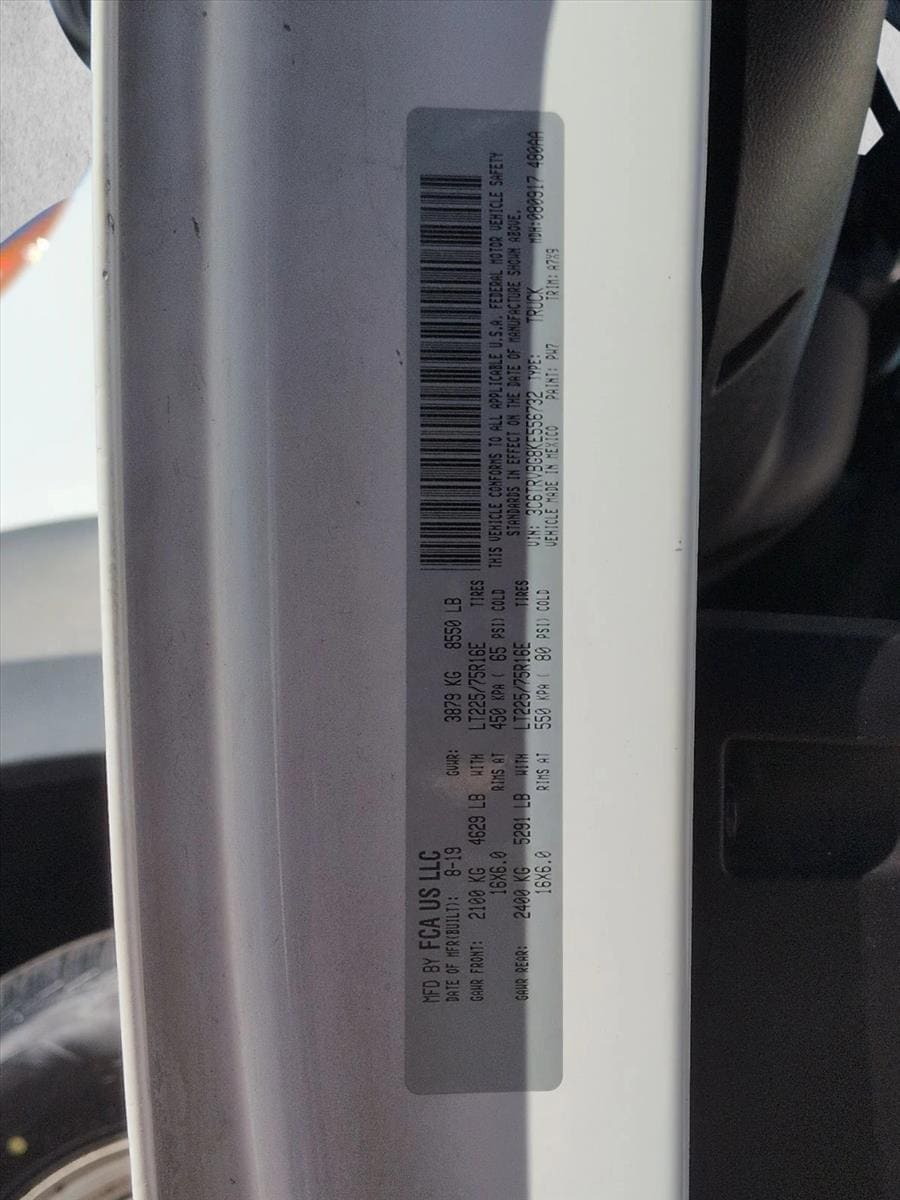 MFD BY FCA US LLC
DATE OF MFR(BUILT): 8-19 GVWR: 3879 KG 8550 LB
GAWR FRONT: 2100 KG 4629 LB WITH LT225/75R16E TIRES
16X6.0 RIMS AT 450 KPA ( 65 PSI) COLD
GAWR REAR: 2400 KG 5291 LB WITH LT225/75R16E TIRES
16X6.0 RIMS AT 550 KPA ( 80 PSI) COLD
THIS VEHICLE CONFORMS TO ALL APPLICABLE U.S.A. FEDERAL MOTOR VEHICLE SAFETY
STANDARDS IN EFFECT ON THE DATE OF MANUFACTURE SHOWN ABOVE.
VIN: 3C6TRVBG8KE556732 TYPE: TRUCK MDH:080917 480AA
VEHICLE MADE IN MEXICO PAINT: PW7 TRIM: A7X9